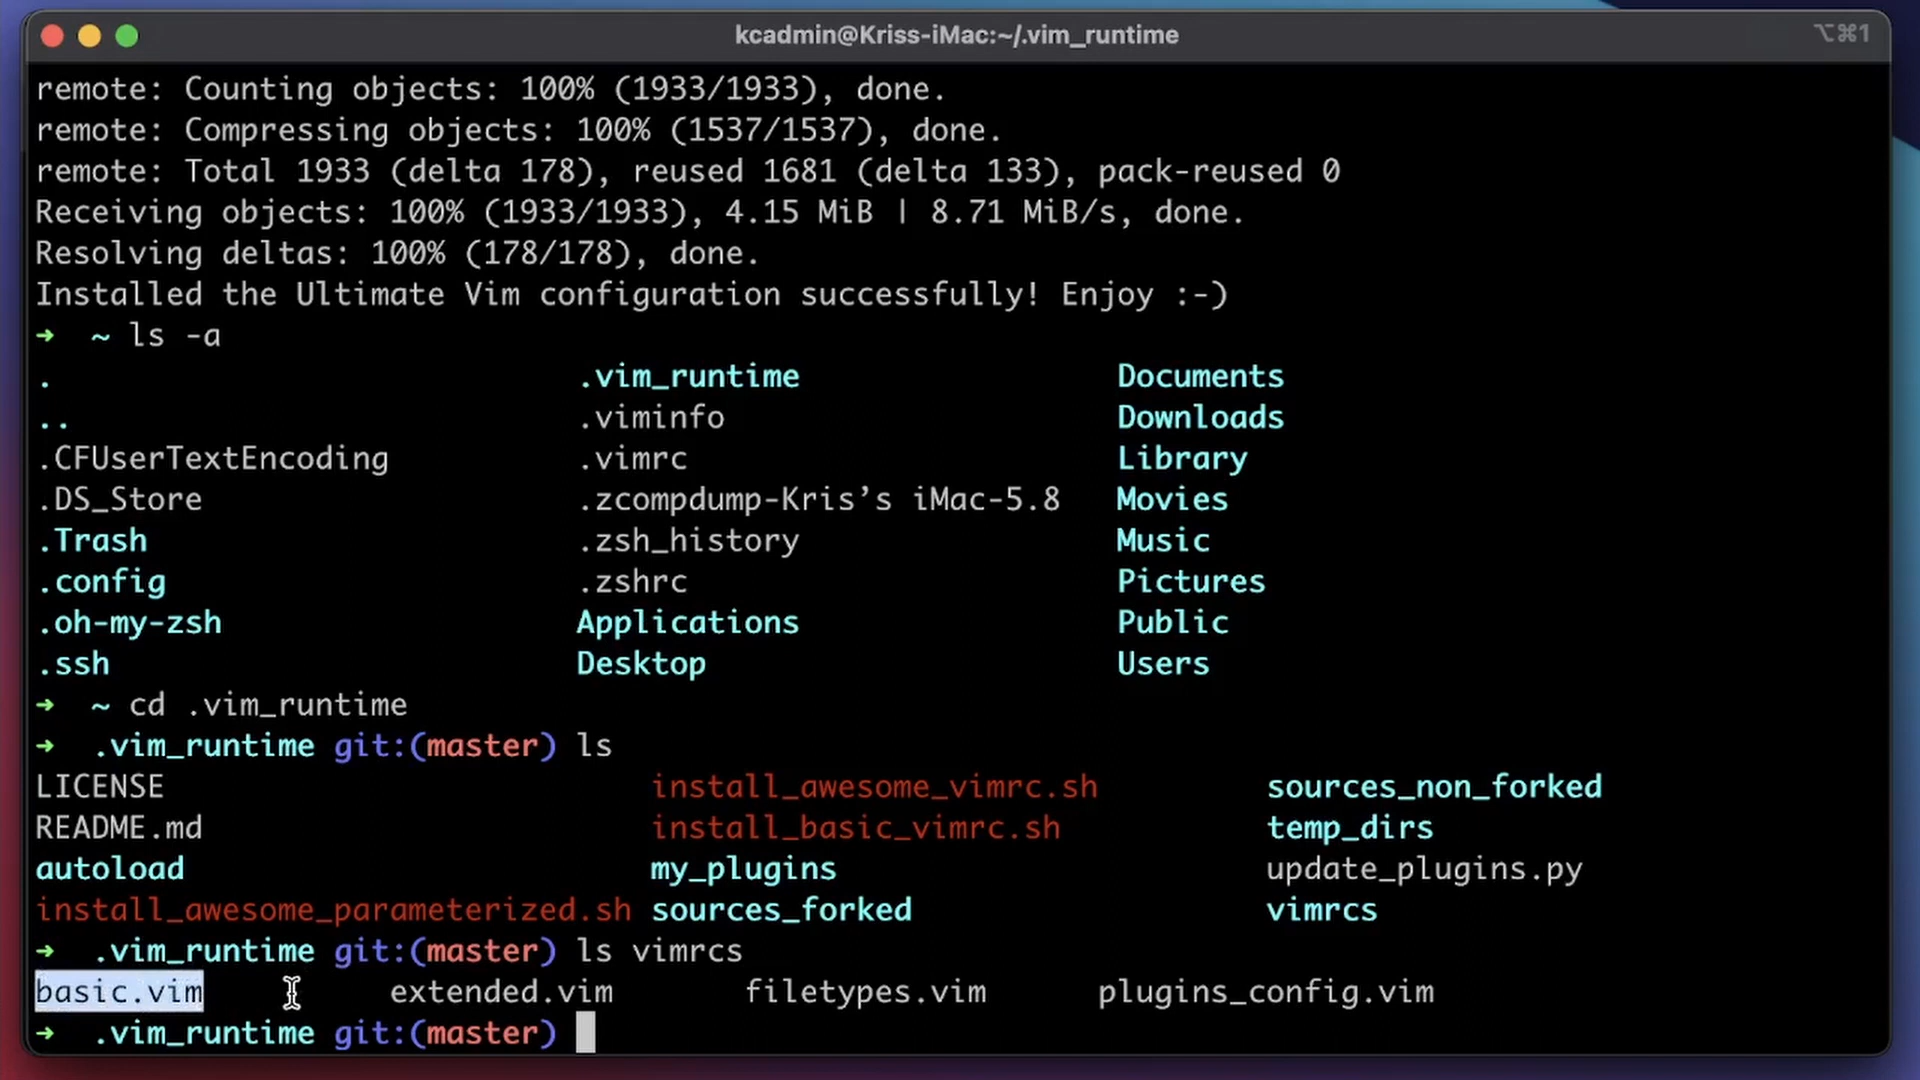 kcadmin@Kriss-iMac:~/.vim_runtime ⌥⌘1
remote: Counting objects: 100% (1933/1933), done.
remote: Compressing objects: 100% (1537/1537), done.
remote: Total 1933 (delta 178), reused 1681 (delta 133), pack-reused 0
Receiving objects: 100% (1933/1933), 4.15 MiB | 8.71 MiB/s, done.
Resolving deltas: 100% (178/178), done.
Installed the Ultimate Vim configuration successfully! Enjoy :-)
➜  ~ ls -a
. .vim_runtime Documents
.. .viminfo Downloads
.CFUserTextEncoding .vimrc Library
.DS_Store .zcompdump-Kris’s iMac-5.8 Movies
.Trash .zsh_history Music
.config .zshrc Pictures
.oh-my-zsh Applications Public
.ssh Desktop Users
➜  ~ cd .vim_runtime
➜  .vim_runtime git:(master) ls
LICENSE install_awesome_vimrc.sh sources_non_forked
README.md install_basic_vimrc.sh temp_dirs
autoload my_plugins update_plugins.py
install_awesome_parameterized.sh sources_forked vimrcs
➜  .vim_runtime git:(master) ls vimrcs
basic.vim extended.vim filetypes.vim plugins_config.vim
➜  .vim_runtime git:(master)